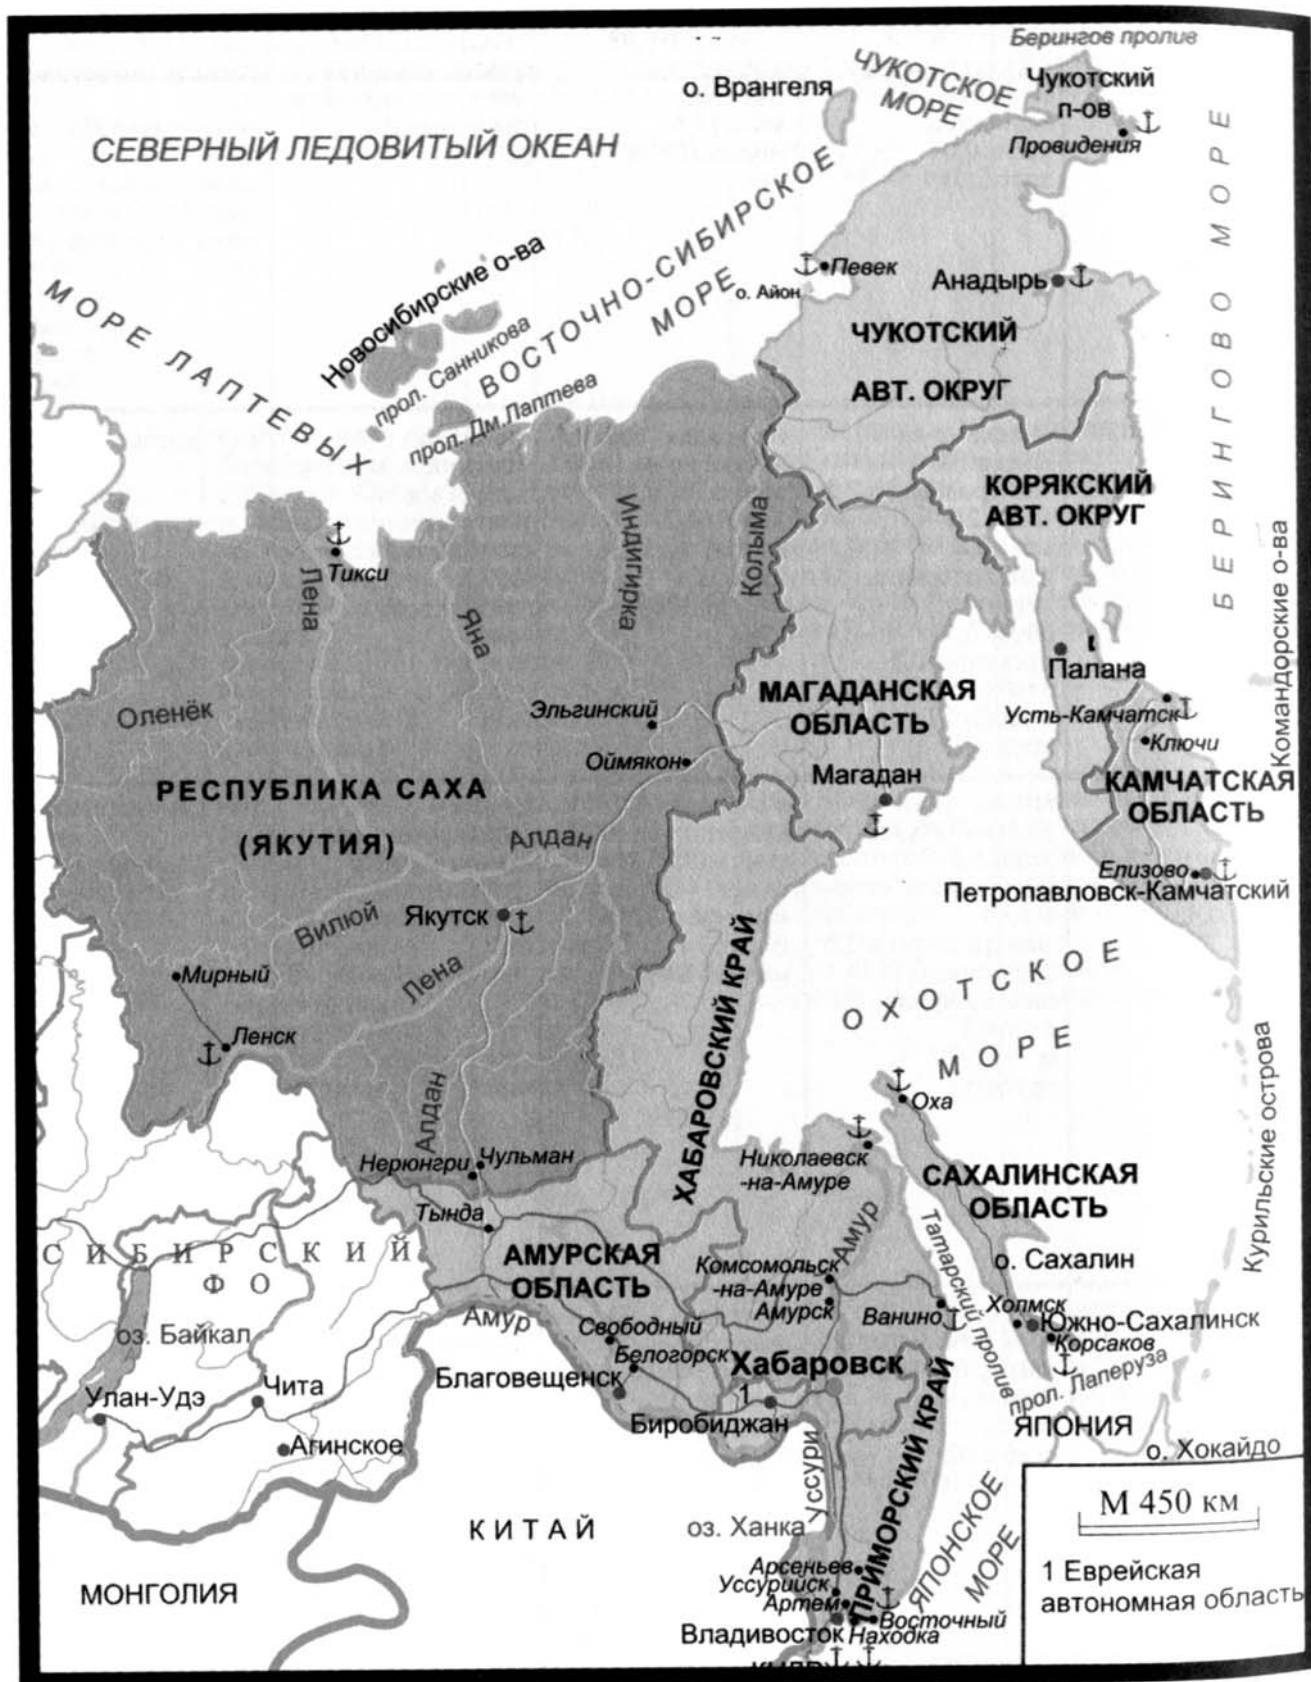 Берингов пролив
ЧУКОТСКОЕ
МОРЕ
о. Врангеля
Чукотский
п-ов
Провидения
СЕВЕРНЫЙ ЛЕДОВИТЫЙ ОКЕАН
БЕРИНГОВО МОРЕ
ВОСТОЧНО-СИБИРСКОЕ
МОРЕ
Новосибирские о-ва
МОРЕ ЛАПТЕВЫХ
прол. Санникова
прол. Дм.Лаптева
Певек
о. Айон
Анадырь
ЧУКОТСКИЙ
АВТ. ОКРУГ
КОРЯКСКИЙ
АВТ. ОКРУГ
Командорские о-ва
Тикси
Лена
Яна
Индигирка
Колыма
Палана
Оленёк
Эльгинский
Оймякон
МАГАДАНСКАЯ
ОБЛАСТЬ
Магадан
Усть-Камчатск
Ключи
КАМЧАТСКАЯ
ОБЛАСТЬ
Елизово
Петропавловск-Камчатский
РЕСПУБЛИКА САХА
(ЯКУТИЯ)
Алдан
Вилюй
Якутск
Лена
Мирный
Ленск
Алдан
ХАБАРОВСКИЙ КРАЙ
ОХОТСКОЕ
МОРЕ
Курильские острова
Оха
Нерюнгри
Чульман
Николаевск
-на-Амуре
САХАЛИНСКАЯ
ОБЛАСТЬ
Тында
АМУРСКАЯ
ОБЛАСТЬ
Амур
Татарский пролив
о. Сахалин
СИБИРСКИЙ
ФО
Комсомольск
-на-Амуре
Амурск
Ванино
Холмск
Южно-Сахалинск
Корсаков
прол. Лаперуза
оз. Байкал
Амур
Свободный
Белогорск
Хабаровск
Благовещенск
1
Биробиджан
Улан-Удэ
Чита
Агинское
ЯПОНИЯ
о. Хокайдо
Уссури
ПРИМОРСКИЙ КРАЙ
ЯПОНСКОЕ
МОРЕ
КИТАЙ
оз. Ханка
МОНГОЛИЯ
Арсеньев
Уссурийск
Артем
Восточный
Владивосток
Находка
М 450 км
1 Еврейская
автономная область